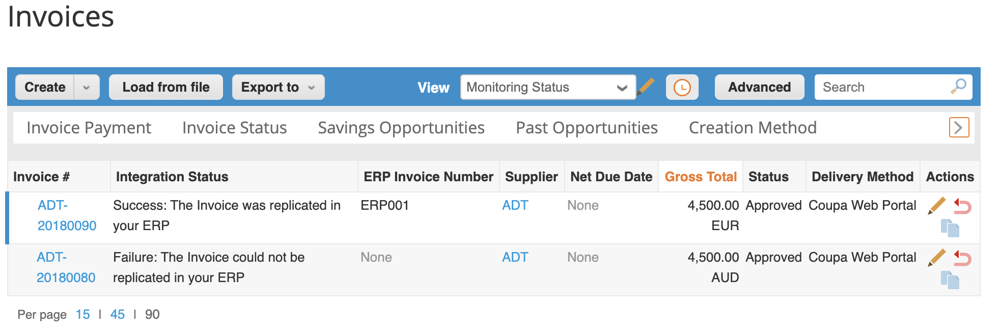 Invoices
Create Load from file Export to View Monitoring Status Advanced Search
Invoice Payment Invoice Status Savings Opportunities Past Opportunities Creation Method
Invoice # Integration Status ERP Invoice Number Supplier Net Due Date Gross Total Status Delivery Method Actions
ADT- Success: The Invoice was replicated in ERP001 ADT None 4,500.00 Approved Coupa Web Portal
20180090 your ERP EUR
ADT- Failure: The Invoice could not be None ADT None 4,500.00 Approved Coupa Web Portal
20180080 replicated in your ERP AUD
Per page 15 | 45 | 90